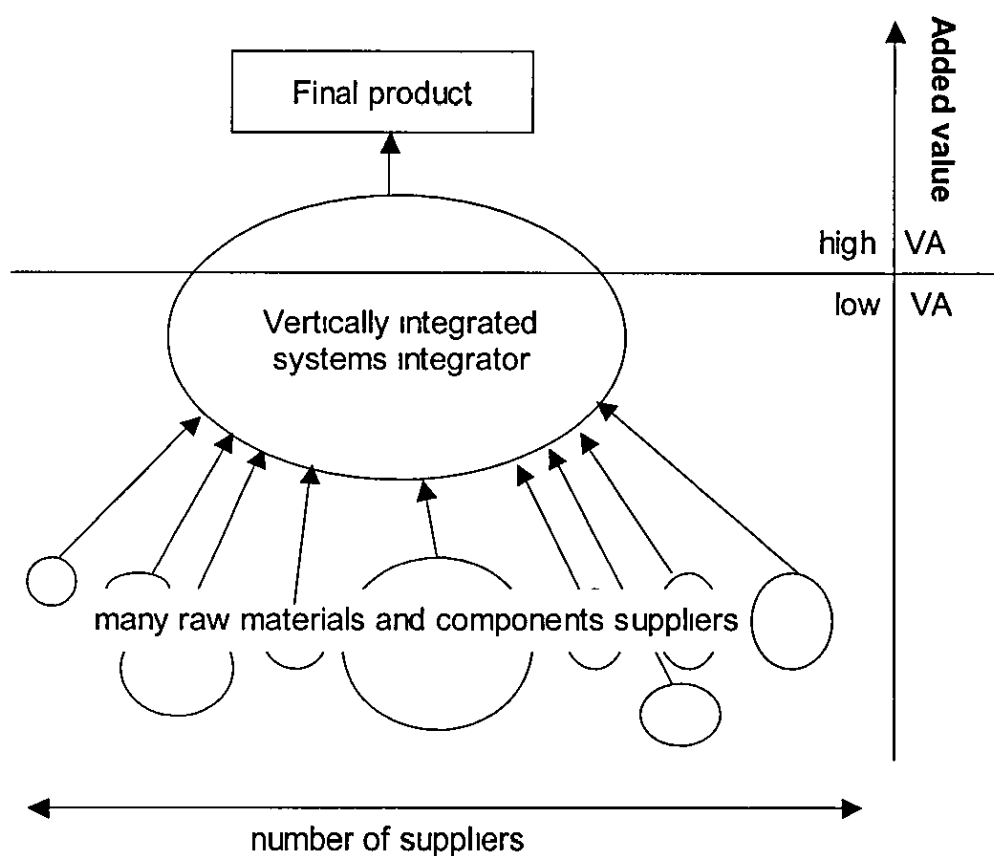 Final product
Added value
high VA
low VA
Vertically integrated
systems integrator
many raw materials and components suppliers
number of suppliers